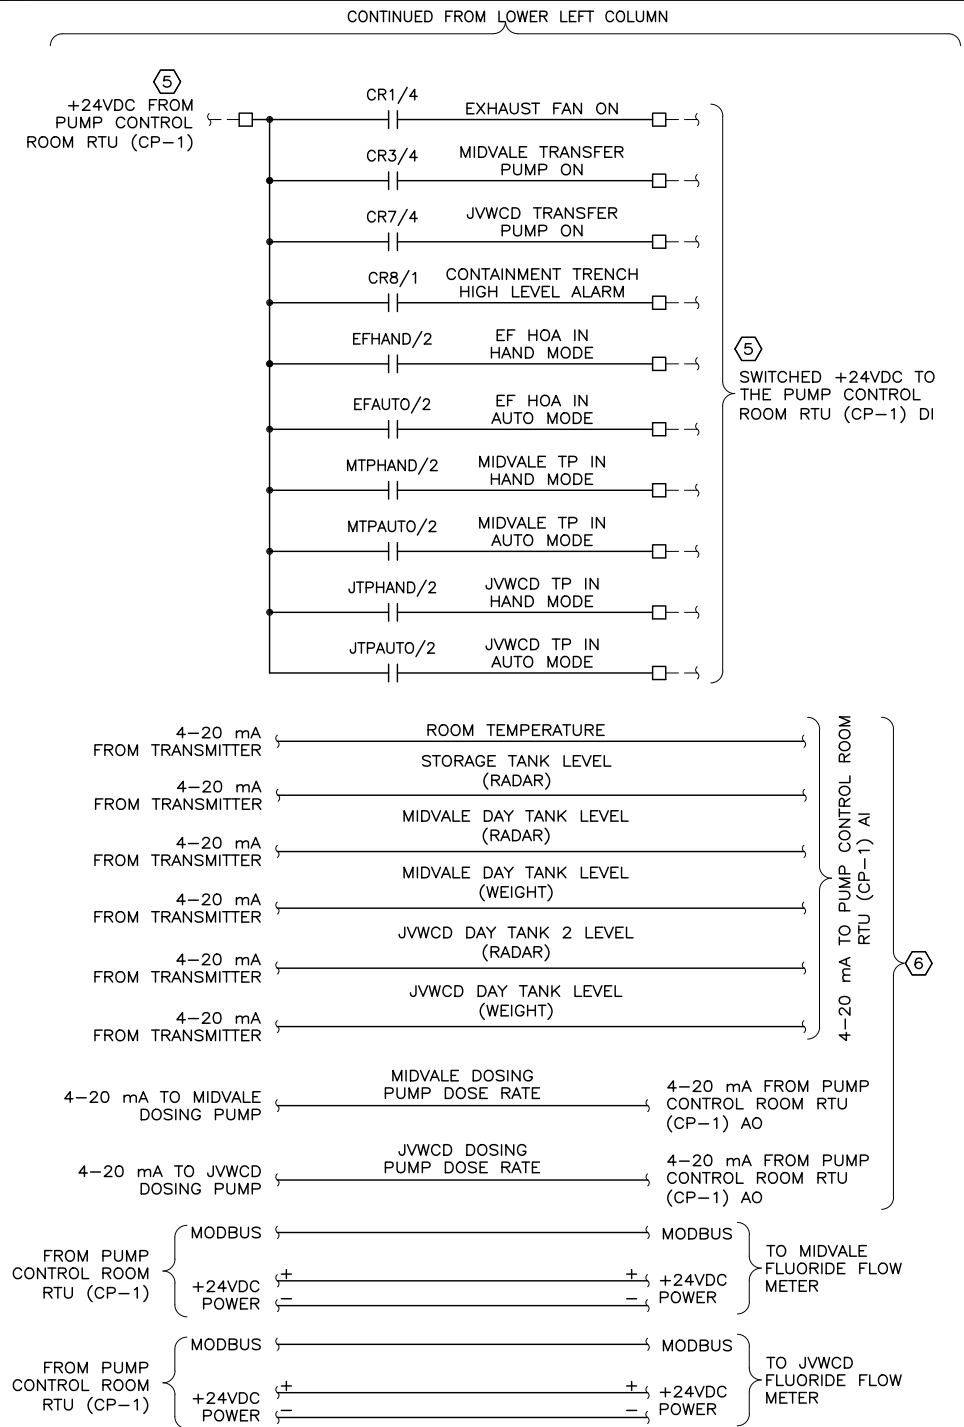 CONTINUED FROM LOWER LEFT COLUMN
5
+24VDC FROM
PUMP CONTROL
ROOM RTU (CP-1)
CR1/4
EXHAUST FAN ON
CR3/4
MIDVALE TRANSFER
PUMP ON
CR7/4
JVWCD TRANSFER
PUMP ON
CR8/1
CONTAINMENT TRENCH
HIGH LEVEL ALARM
EFHAND/2
EF HOA IN
HAND MODE
EFAUTO/2
EF HOA IN
AUTO MODE
MTPHAND/2
MIDVALE TP IN
HAND MODE
MTPAUTO/2
MIDVALE TP IN
AUTO MODE
JTPHAND/2
JVWCD TP IN
HAND MODE
JTPAUTO/2
JVWCD TP IN
AUTO MODE
5
SWITCHED +24VDC TO
THE PUMP CONTROL
ROOM RTU (CP-1) DI
4-20 mA
FROM TRANSMITTER
ROOM TEMPERATURE
4-20 mA
FROM TRANSMITTER
STORAGE TANK LEVEL
(RADAR)
4-20 mA
FROM TRANSMITTER
MIDVALE DAY TANK LEVEL
(RADAR)
4-20 mA
FROM TRANSMITTER
MIDVALE DAY TANK LEVEL
(WEIGHT)
4-20 mA
FROM TRANSMITTER
JVWCD DAY TANK 2 LEVEL
(RADAR)
4-20 mA
FROM TRANSMITTER
JVWCD DAY TANK LEVEL
(WEIGHT)
4-20 mA TO PUMP CONTROL ROOM
RTU (CP-1) AI
6
4-20 mA TO MIDVALE
DOSING PUMP
MIDVALE DOSING
PUMP DOSE RATE
4-20 mA FROM PUMP
CONTROL ROOM RTU
(CP-1) AO
4-20 mA TO JVWCD
DOSING PUMP
JVWCD DOSING
PUMP DOSE RATE
4-20 mA FROM PUMP
CONTROL ROOM RTU
(CP-1) AO
FROM PUMP
CONTROL ROOM
RTU (CP-1)
MODBUS
MODBUS
+24VDC
POWER
+
-
+
-
+24VDC
POWER
TO MIDVALE
FLUORIDE FLOW
METER
FROM PUMP
CONTROL ROOM
RTU (CP-1)
MODBUS
MODBUS
+24VDC
POWER
+
-
+
-
+24VDC
POWER
TO JVWCD
FLUORIDE FLOW
METER